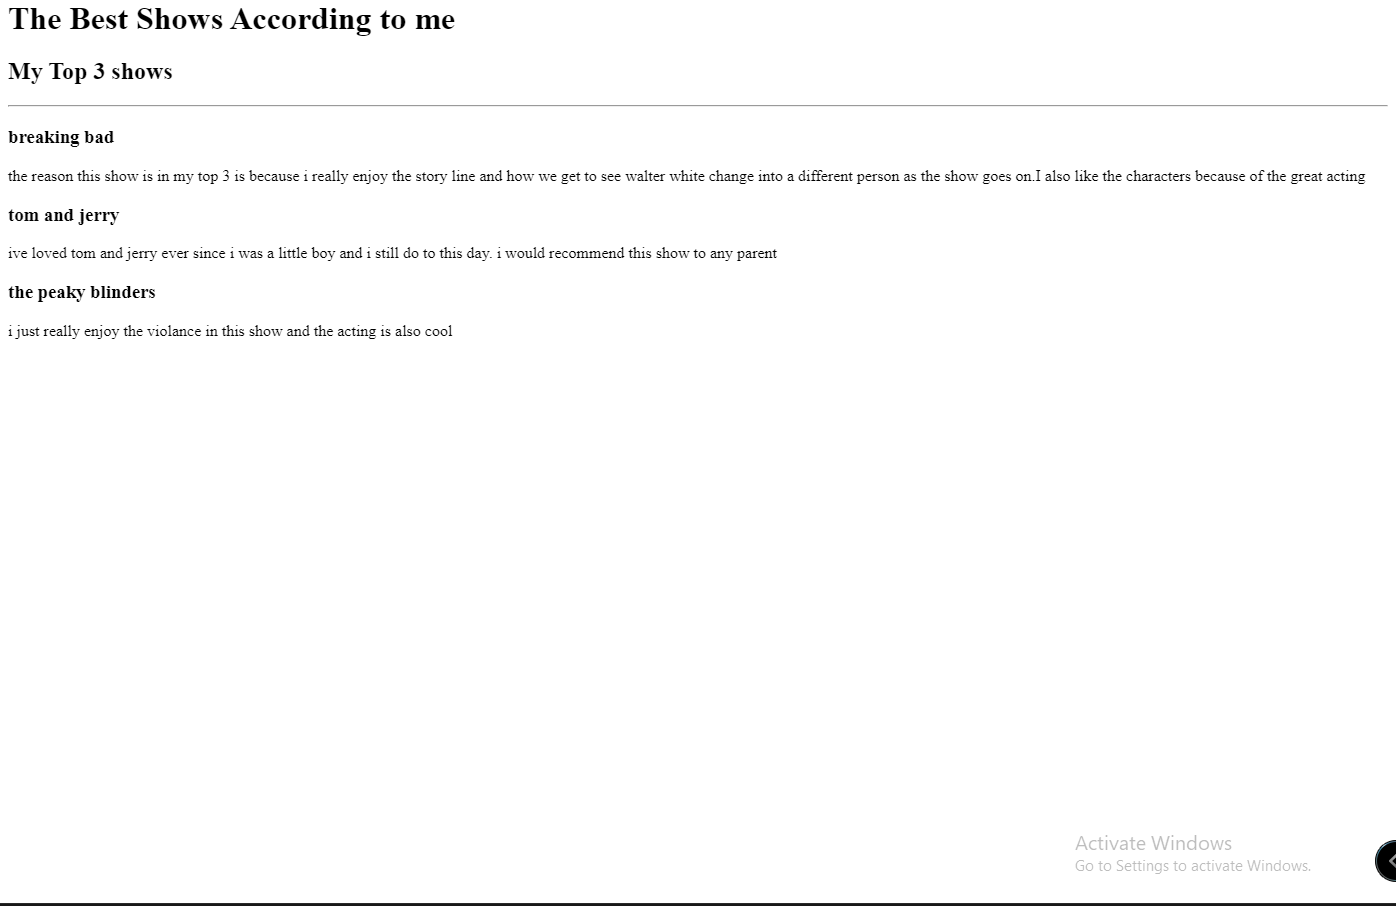 The Best Shows According to me
My Top 3 shows
breaking bad
the reason this show is in my top 3 is because i really enjoy the story line and how we get to see walter white change into a different person as the show goes on.I also like the characters because of the great acting
tom and jerry
ive loved tom and jerry ever since i was a little boy and i still do to this day. i would recommend this show to any parent
the peaky blinders
i just really enjoy the violance in this show and the acting is also cool
Activate Windows
Go to Settings to activate Windows.